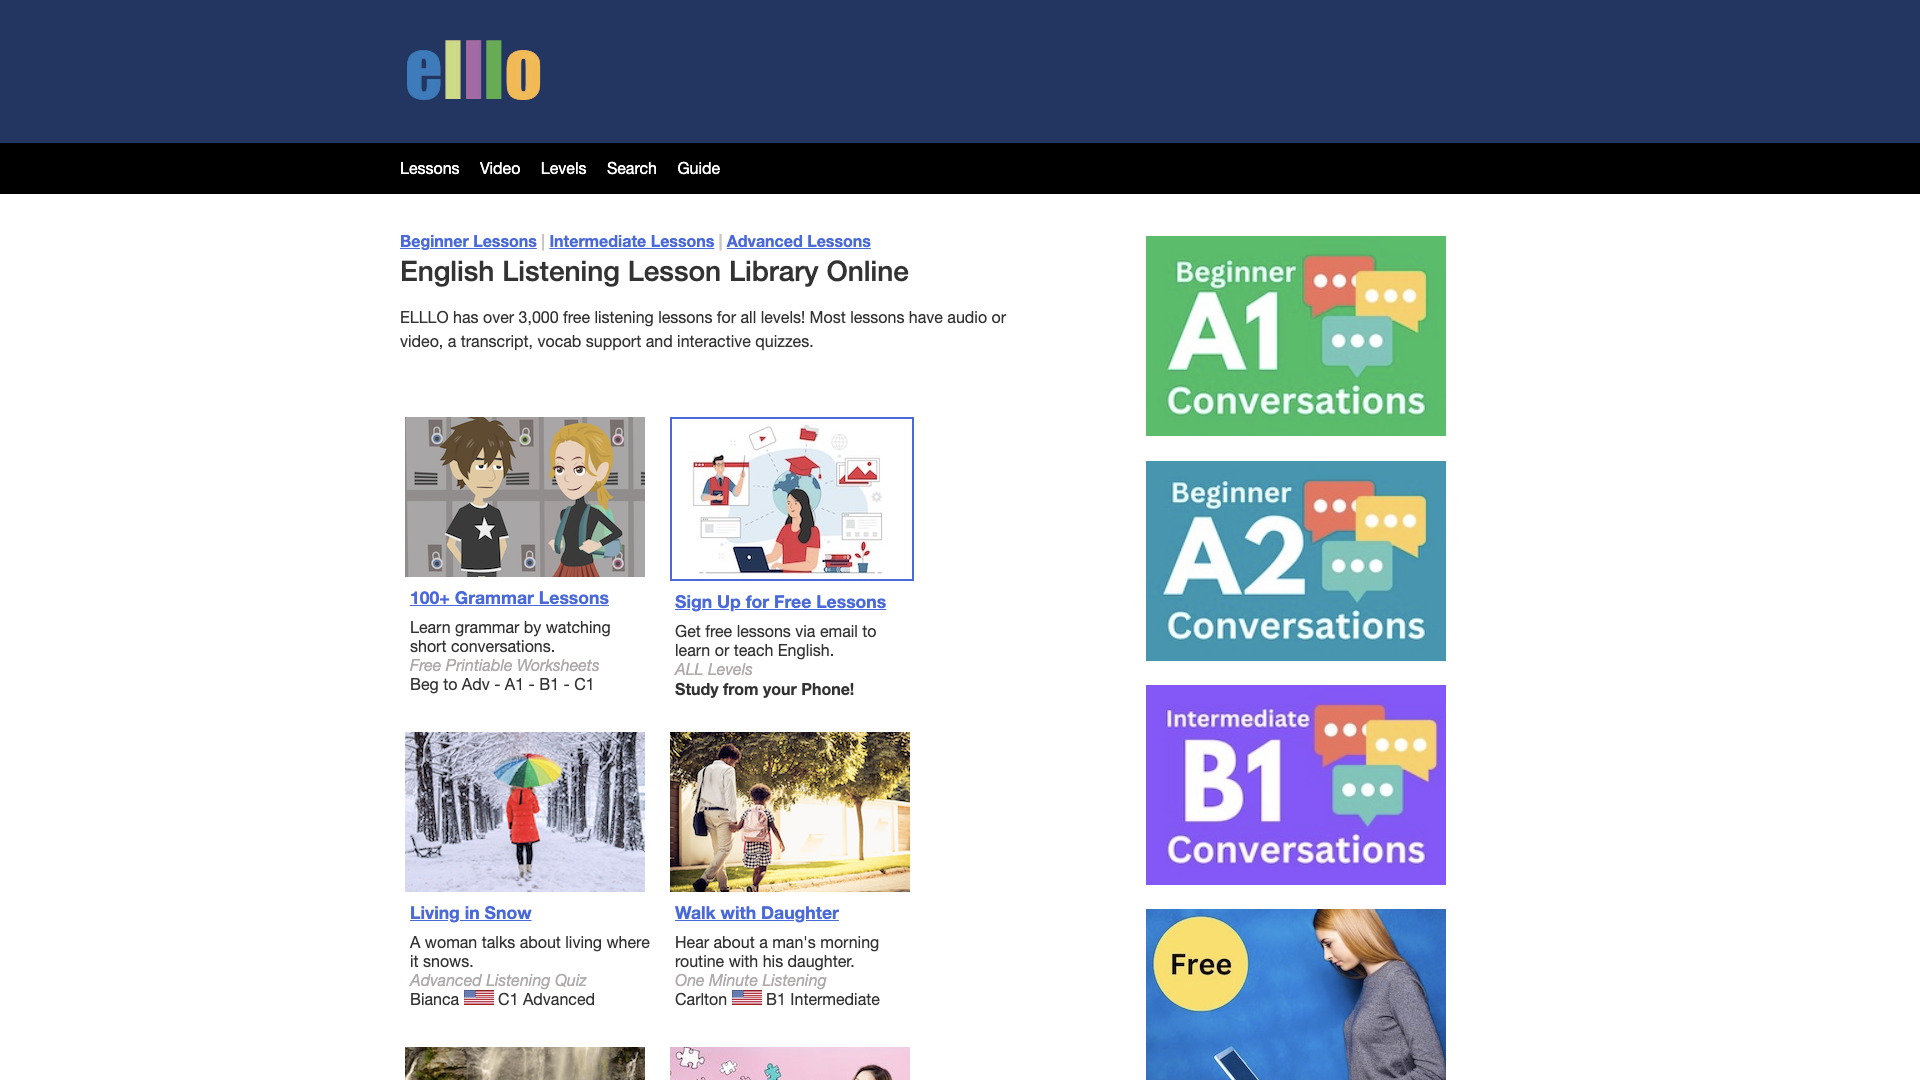 elllo
Lessons Video Levels Search Guide
Beginner Lessons | Intermediate Lessons | Advanced Lessons
English Listening Lesson Library Online
ELLLO has over 3,000 free listening lessons for all levels! Most lessons have audio or
video, a transcript, vocab support and interactive quizzes.
100+ Grammar Lessons
Learn grammar by watching
short conversations.
Free Printiable Worksheets
Beg to Adv - A1 - B1 - C1
Sign Up for Free Lessons
Get free lessons via email to
learn or teach English.
ALL Levels
Study from your Phone!
Living in Snow
A woman talks about living where
it snows.
Advanced Listening Quiz
Bianca C1 Advanced
Walk with Daughter
Hear about a man's morning
routine with his daughter.
One Minute Listening
Carlton B1 Intermediate
Beginner
A1
Conversations
Beginner
A2
Conversations
Intermediate
B1
Conversations
Free